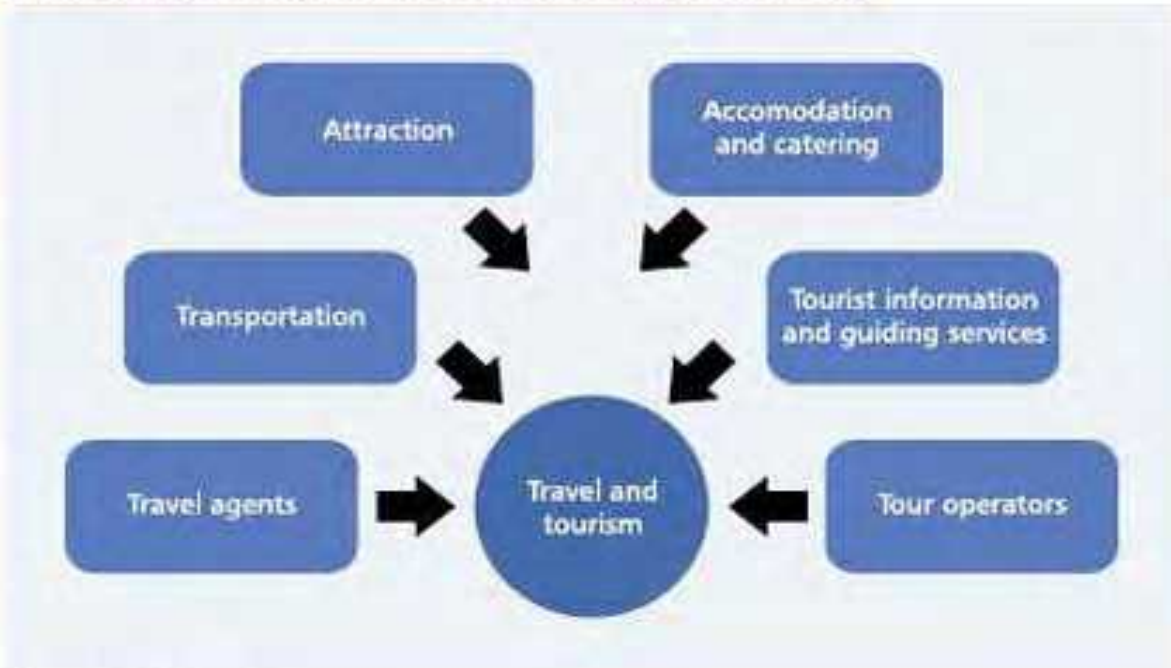 Attraction
Accomodation
and catering
Transportation
Tourist information
and guiding services
Travel agents
Travel and
tourism
Tour operators